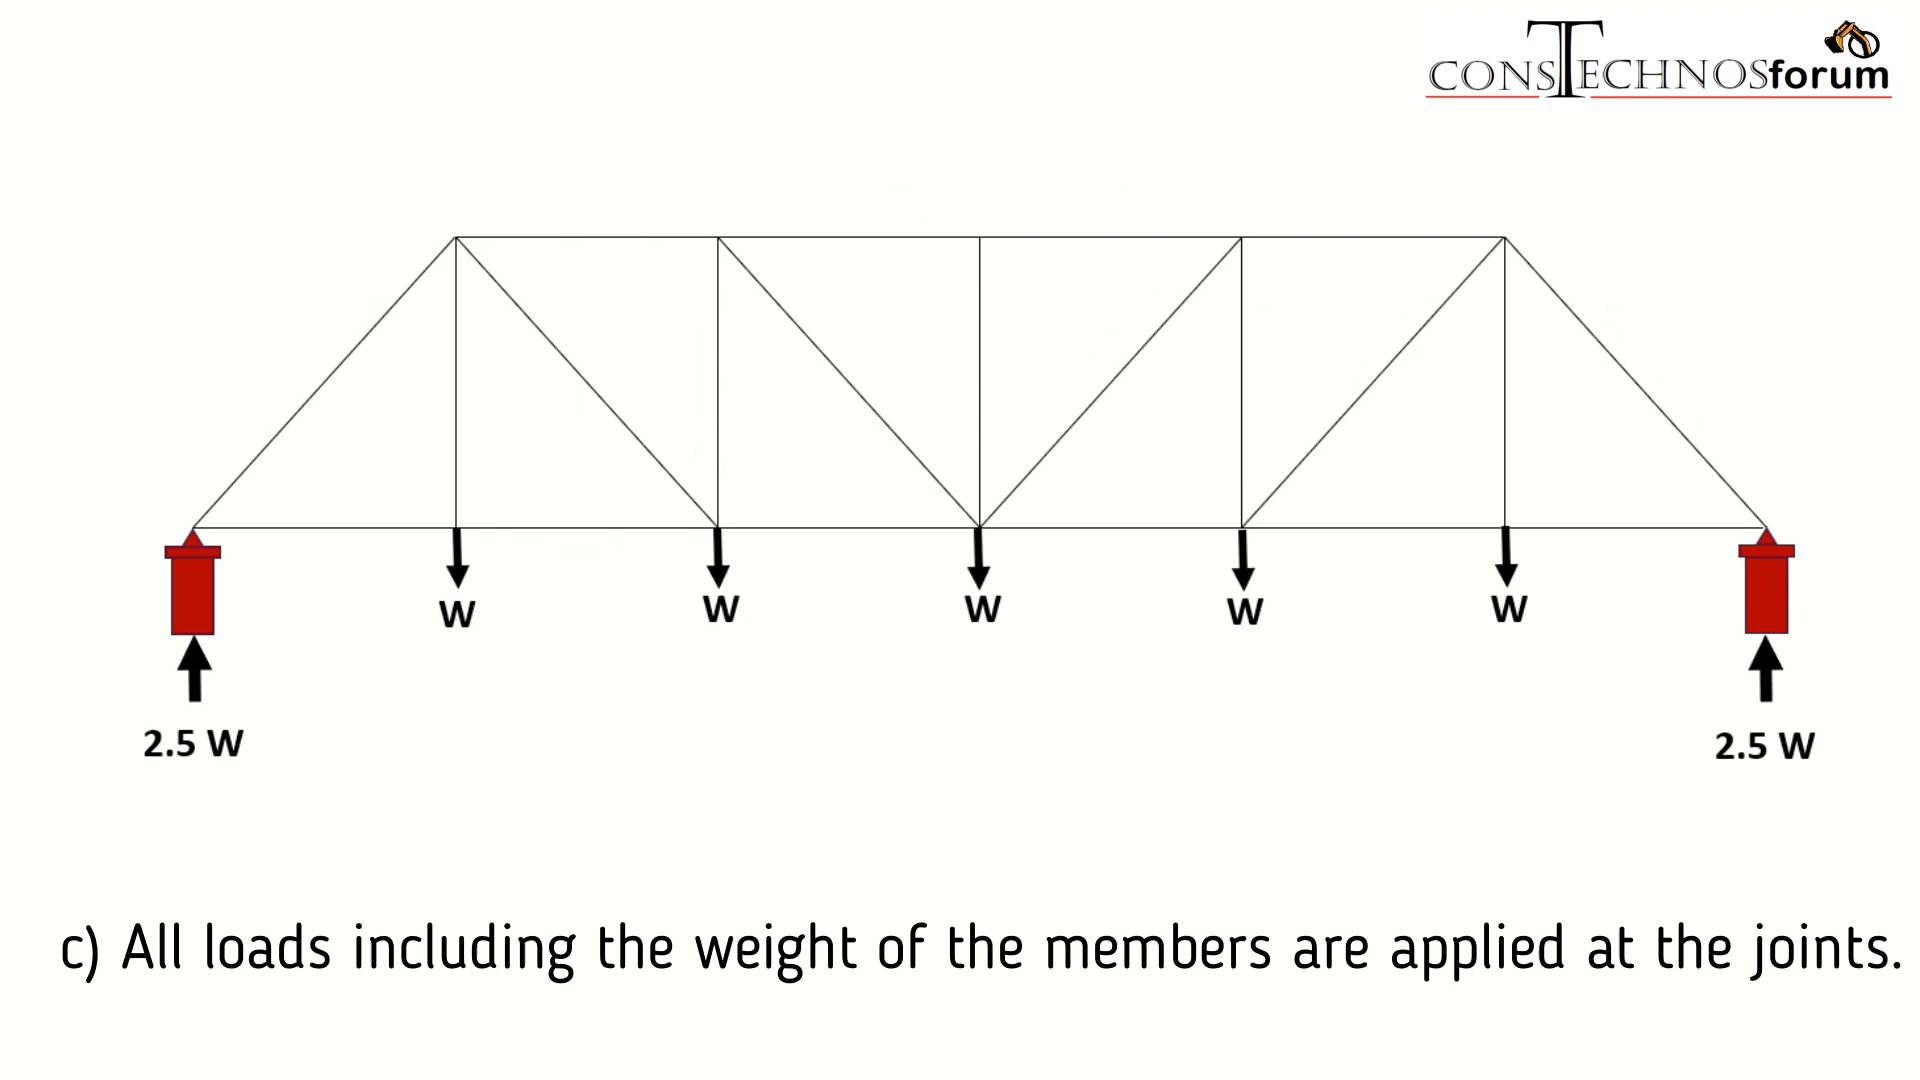 CONSTECHNOSforum
W W W W W
2.5 W 2.5 W
c) All loads including the weight of the members are applied at the joints.